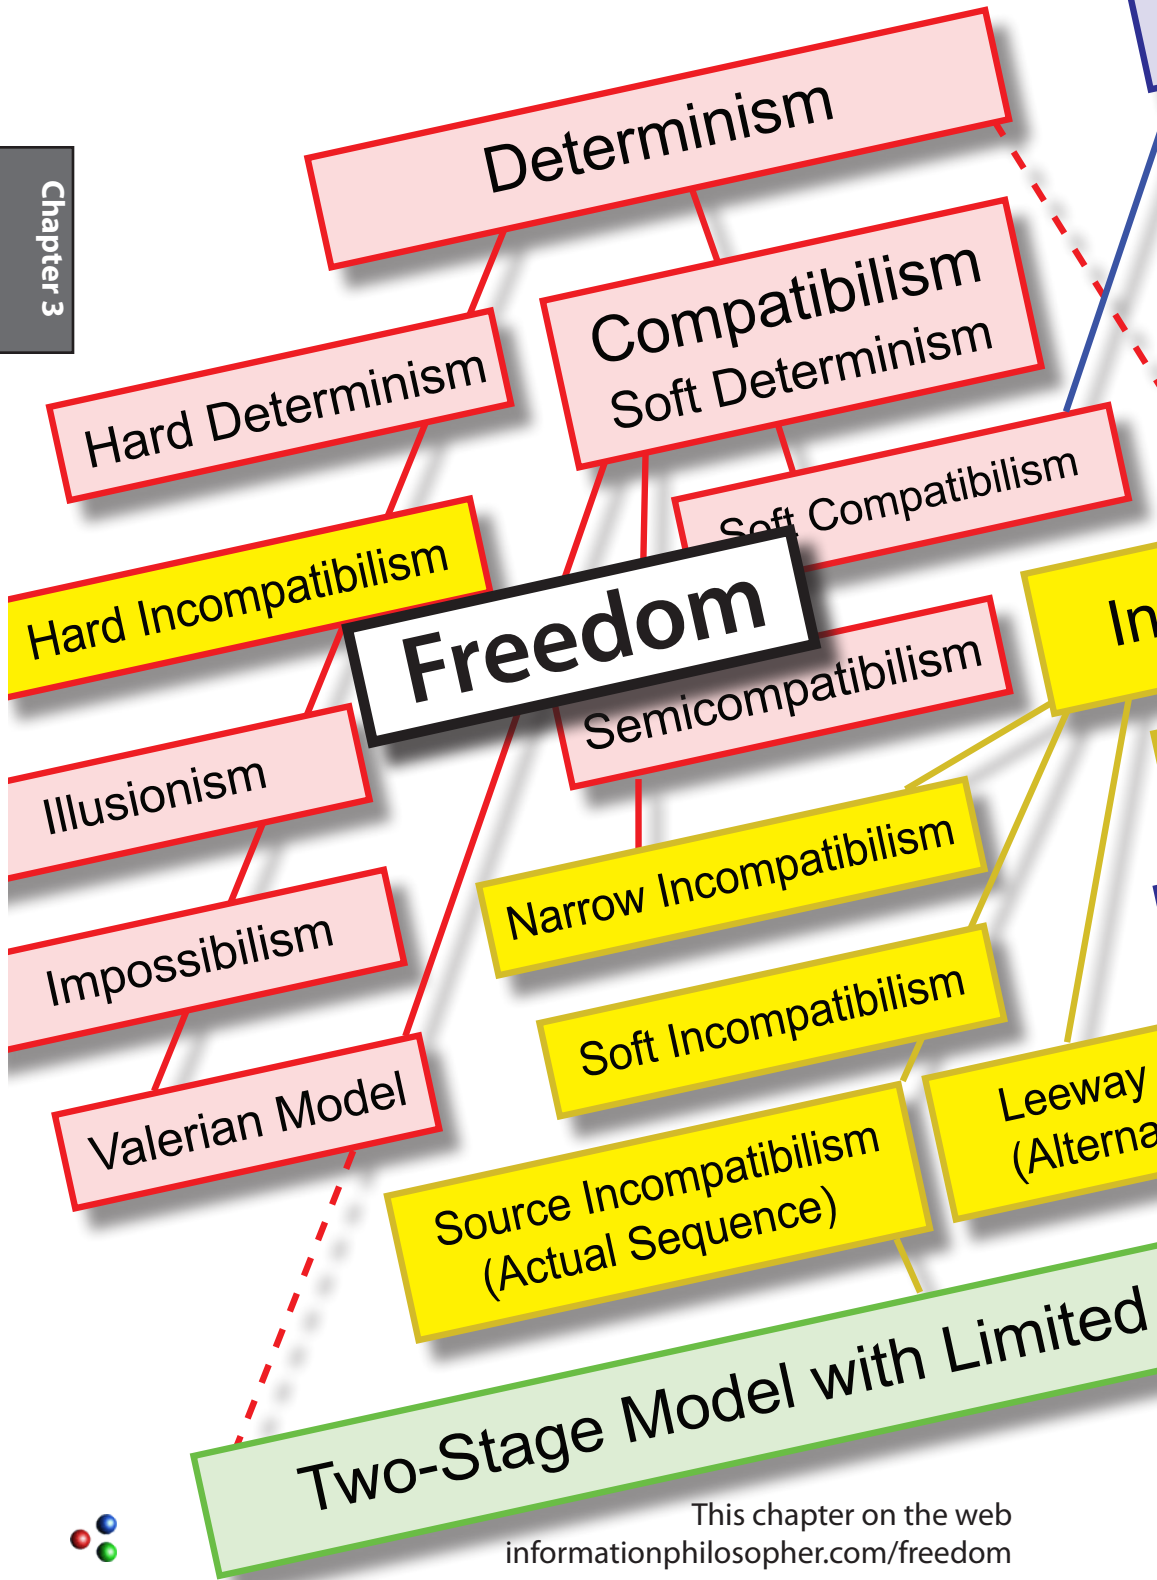 Chapter 3
Determinism
Compatibilism
Soft Determinism
Hard Determinism
Soft Compatibilism
Hard Incompatibilism
Freedom
In
Semicompatibilism
Illusionism
Narrow Incompatibilism
Impossibilism
Soft Incompatibilism
Valerian Model
Leeway
(Alterna
Source Incompatibilism
(Actual Sequence)
Two-Stage Model with Limited
This chapter on the web
informationphilosopher.com/freedom